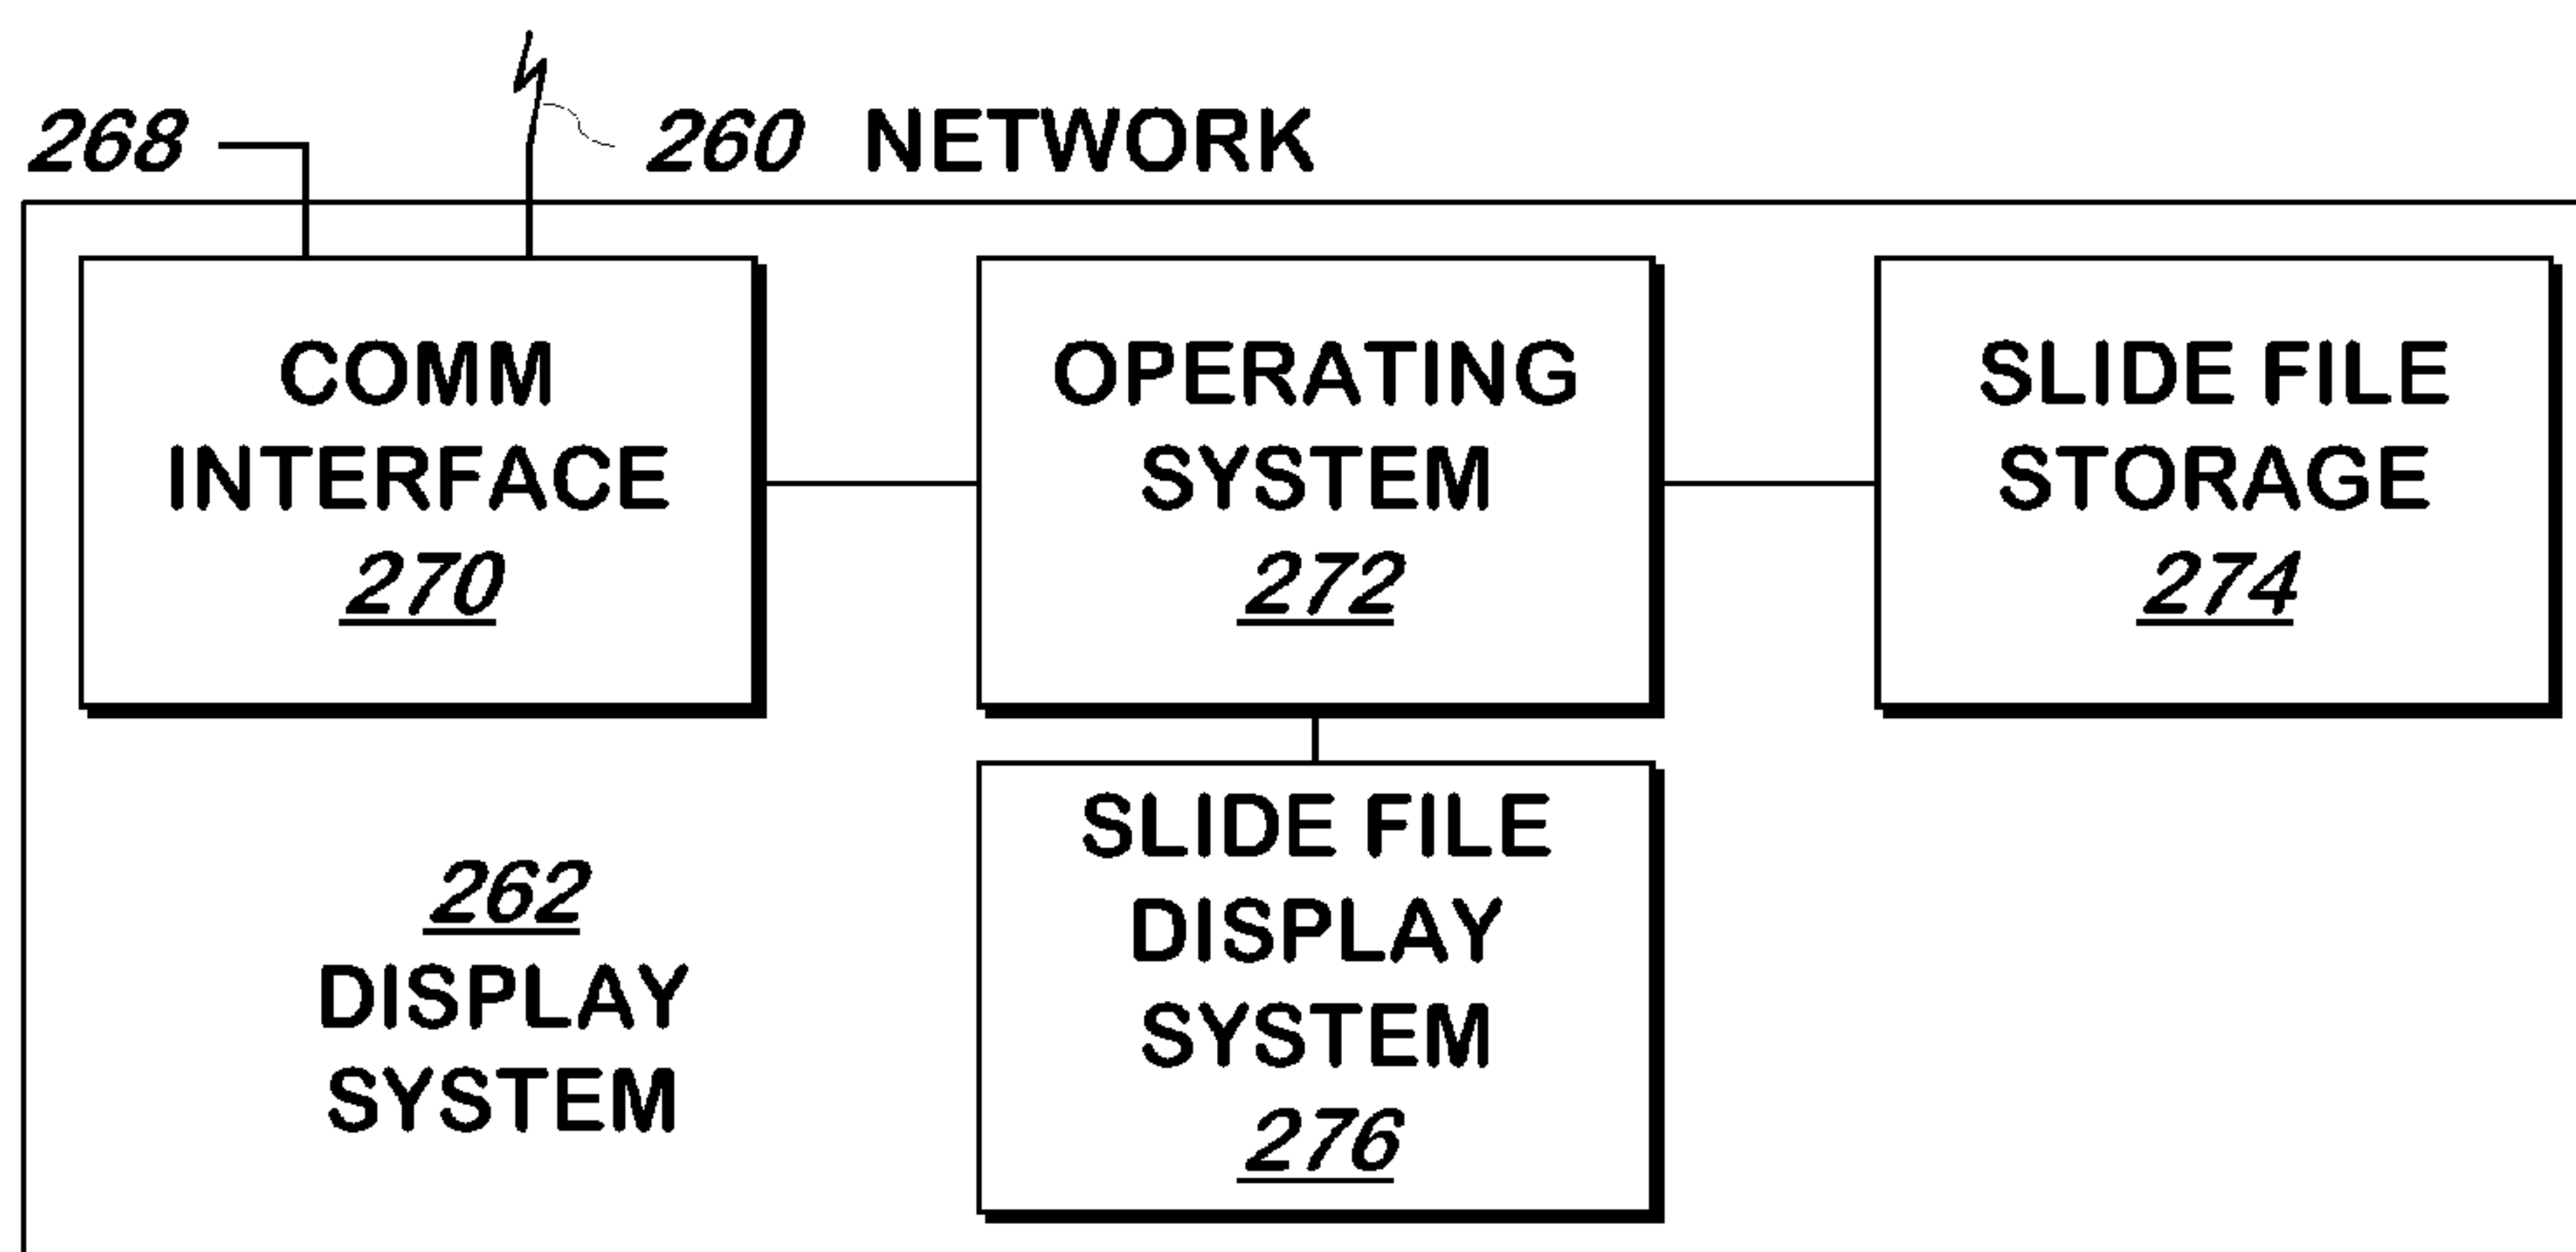 268
260 NETWORK
COMM
INTERFACE
270
OPERATING
SYSTEM
272
SLIDE FILE
STORAGE
274
262
DISPLAY
SYSTEM
SLIDE FILE
DISPLAY
SYSTEM
276